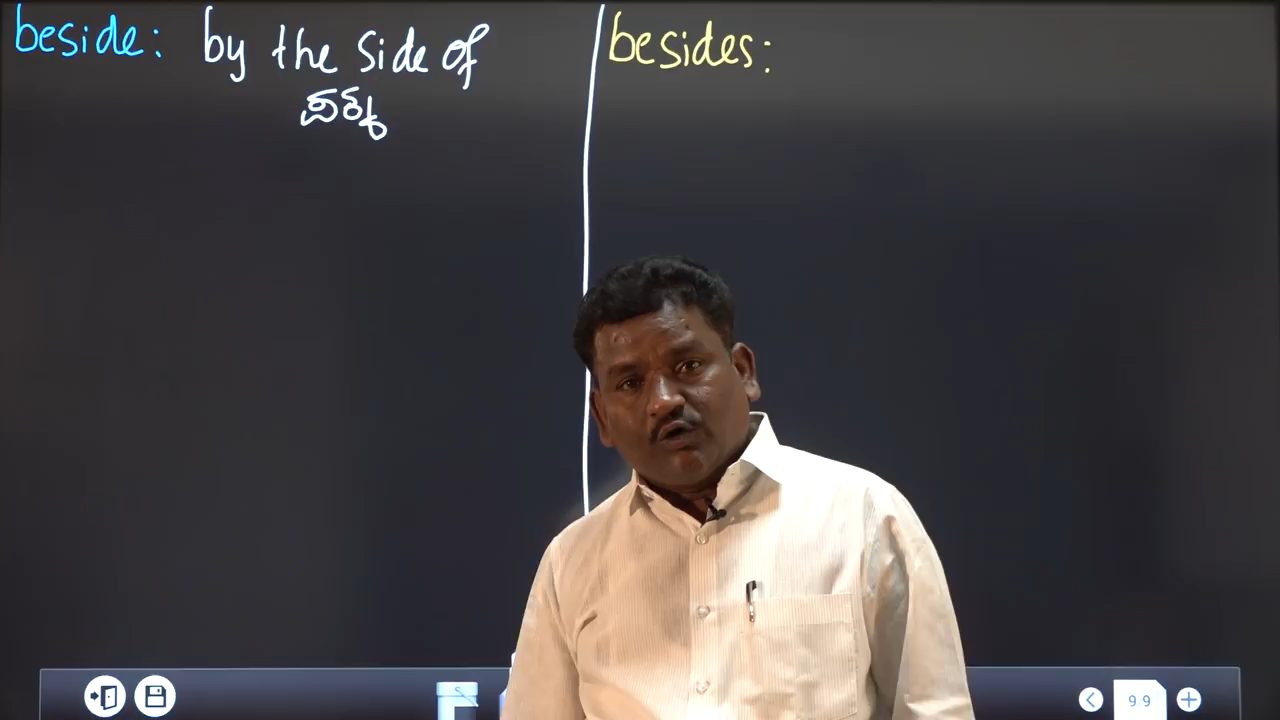 beside: by the side of
ಪಕ್ಕ
besides:
99